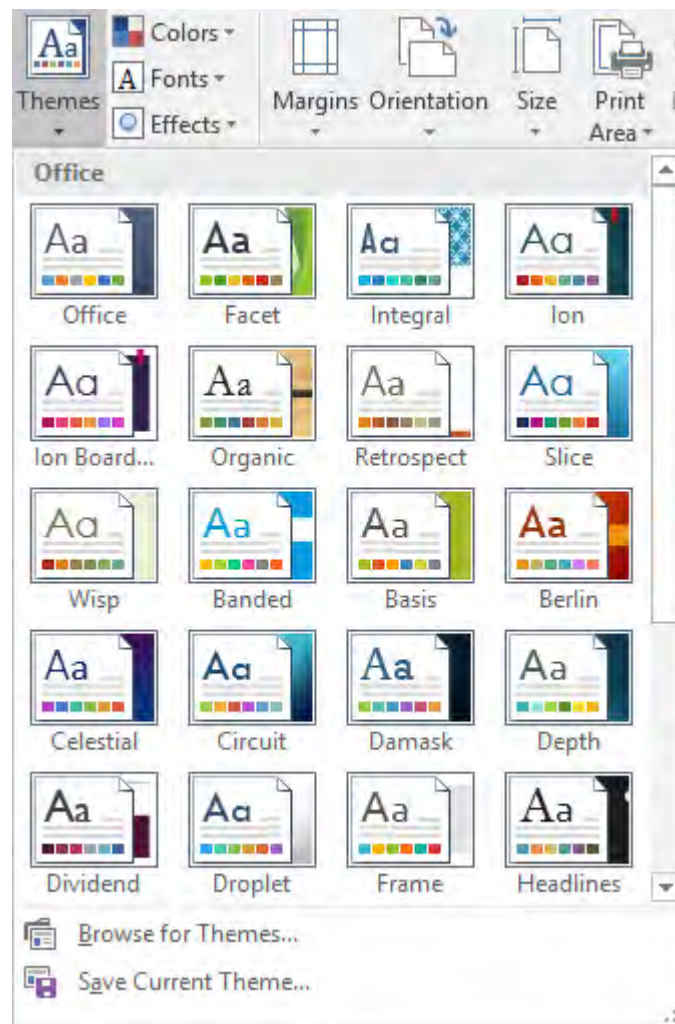 Aa Colors
A Fonts
Themes Effects
Margins Orientation Size Print Area
Office
Aa Aa Aa Aa
Office Facet Integral Ion
Aa Aa Aa Aa
Ion Board... Organic Retrospect Slice
Aa Aa Aa Aa
Wisp Banded Basis Berlin
Aa Aa Aa Aa
Celestial Circuit Damask Depth
Aa Aa Aa Aa
Dividend Droplet Frame Headlines
Browse for Themes...
Save Current Theme...